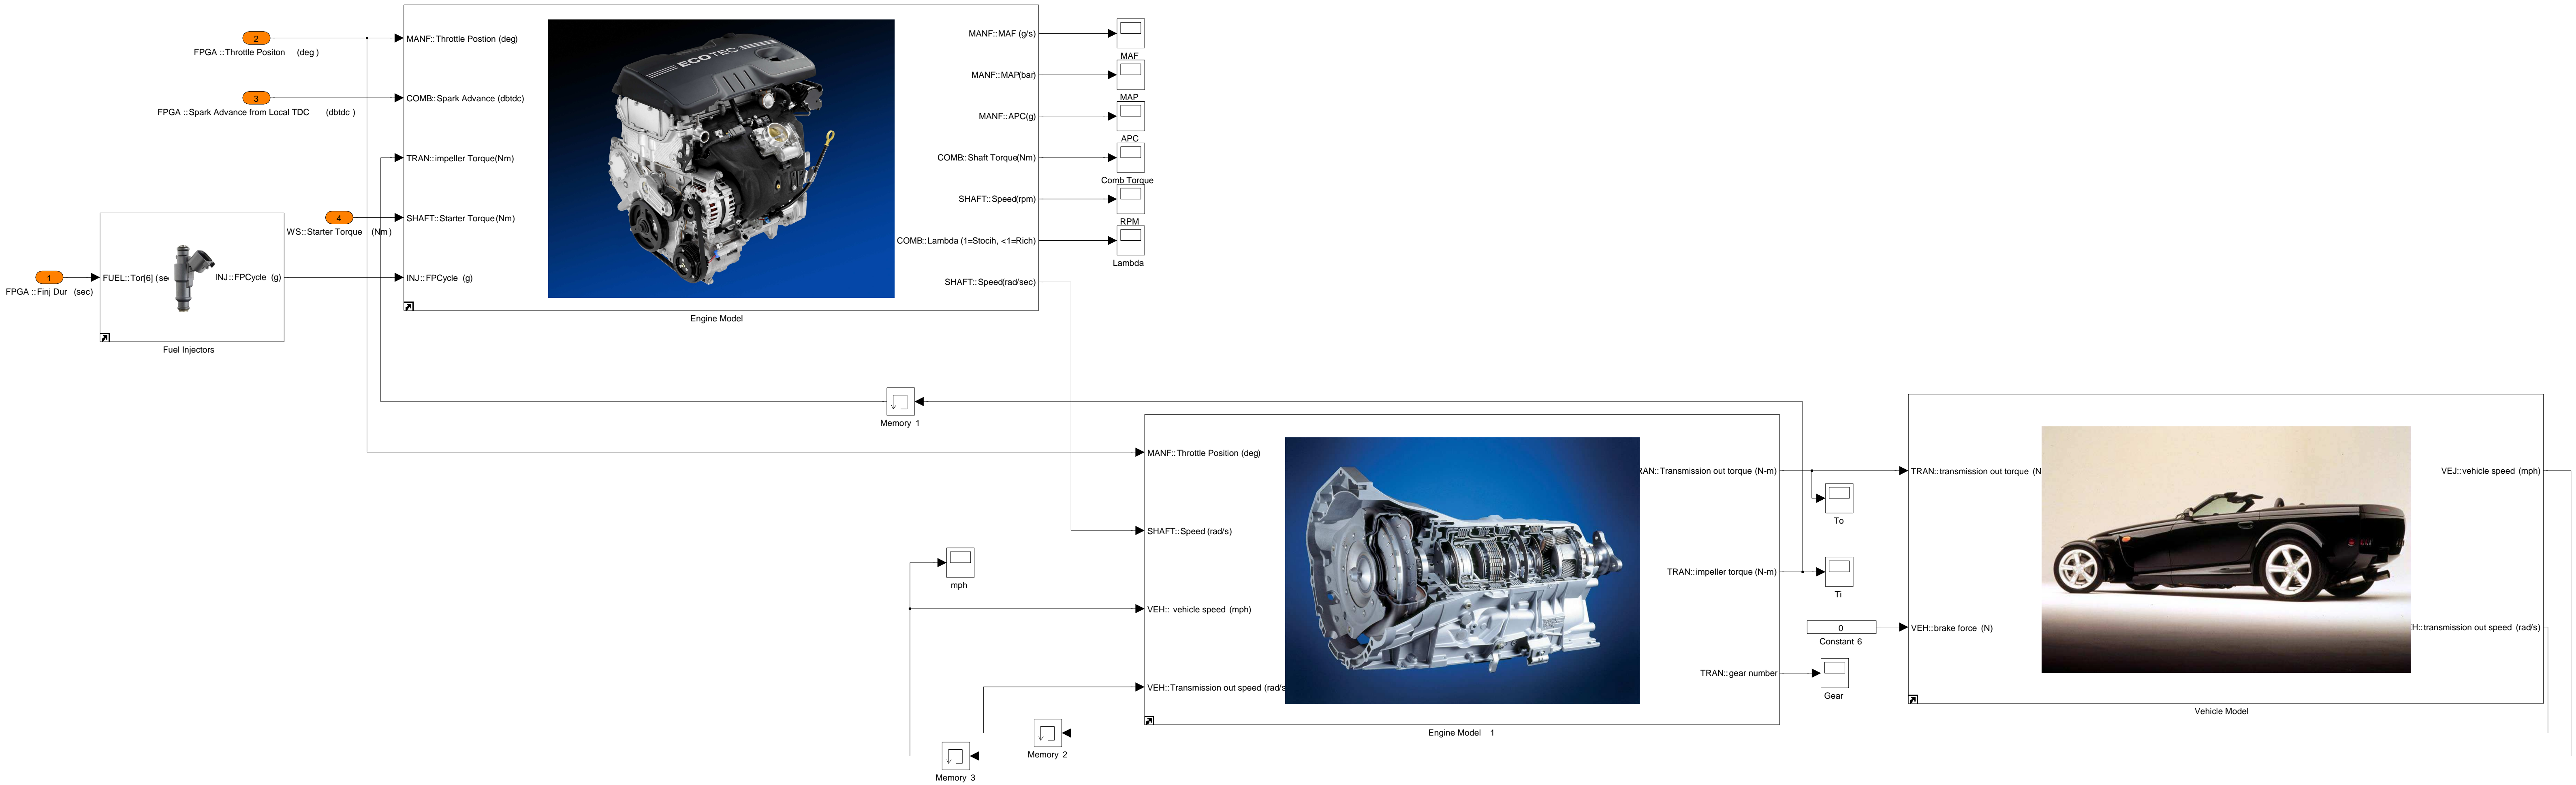 2
FPGA ::Throttle Positon (deg )
3
FPGA ::Spark Advance from Local TDC (dbtdc )
4
WS::Starter Torque (Nm)
1
FPGA ::Finj Dur (sec)
FUEL::Tor[6] (se
INJ::FPCycle (g)
Fuel Injectors
MANF::Throttle Postion (deg)
COMB::Spark Advance (dbtdc)
TRAN::impeller Torque(Nm)
SHAFT::Starter Torque(Nm)
INJ::FPCycle (g)
ECOTEC
MANF::MAF (g/s)
MANF::MAP(bar)
MANF::APC(g)
COMB::Shaft Torque(Nm)
SHAFT::Speed(rpm)
COMB::Lambda (1=Stocih, <1=Rich)
SHAFT::Speed(rad/sec)
Engine Model
MAF
MAP
APC
Comb Torque
RPM
Lambda
Memory 1
MANF::Throttle Position (deg)
SHAFT::Speed (rad/s)
VEH:: vehicle speed (mph)
VEH::Transmission out speed (rad/s
RAN::Transmission out torque (N-m)
TRAN::impeller torque (N-m)
TRAN::gear number
Engine Model 1
mph
Memory 2
Memory 3
To
Ti
0
Constant 6
Gear
TRAN::transmission out torque (N
VEH::brake force (N)
VEJ::vehicle speed (mph)
H::transmission out speed (rad/s)
Vehicle Model